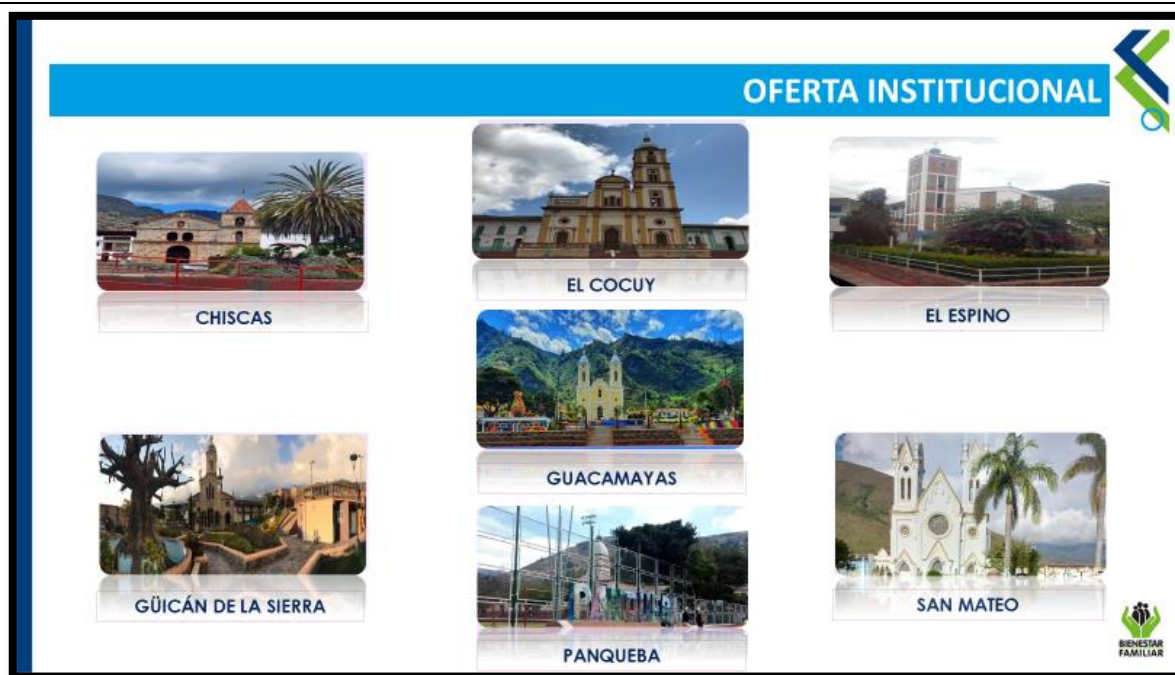 OFERTA INSTITUCIONAL
CHISCAS
EL COCUY
EL ESPINO
GUACAMAYAS
GÜICÁN DE LA SIERRA
PANQUEBA
SAN MATEO
BIENESTAR
FAMILIAR